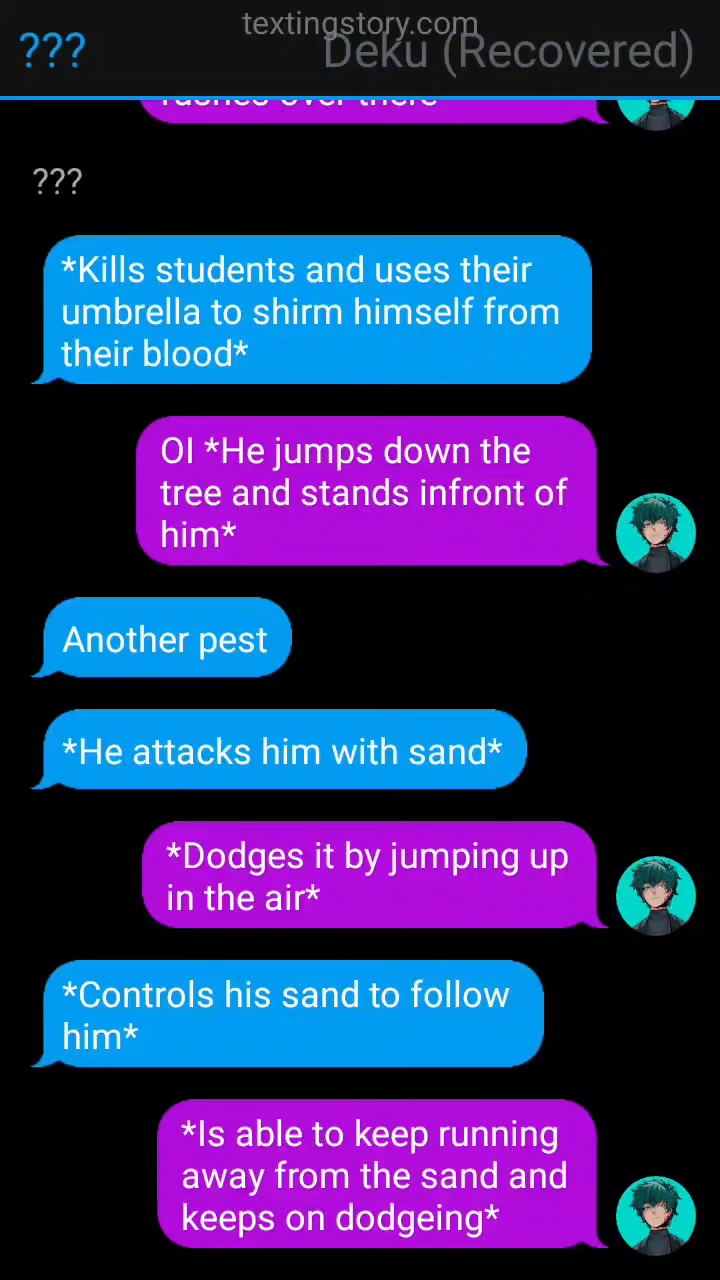 textingstory.com
??? Deku (Recovered)
rushes over there
???
*Kills students and uses their
umbrella to shirm himself from
their blood*
OI *He jumps down the
tree and stands infront of
him*
Another pest
*He attacks him with sand*
*Dodges it by jumping up
in the air*
*Controls his sand to follow
him*
*Is able to keep running
away from the sand and
keeps on dodgeing*